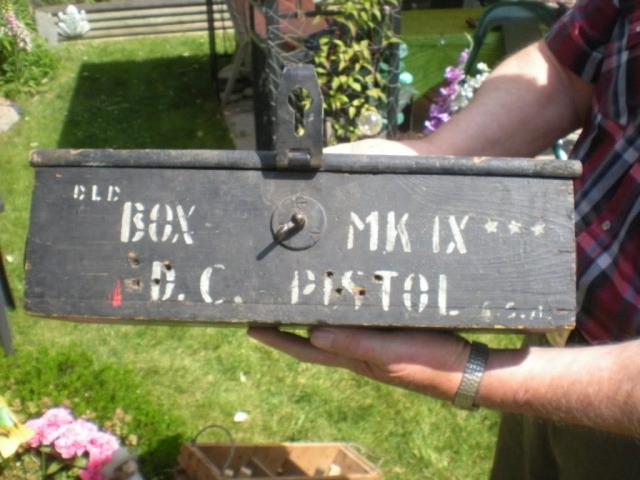 OLD
BOX MK IX ***
D.C. PISTOL